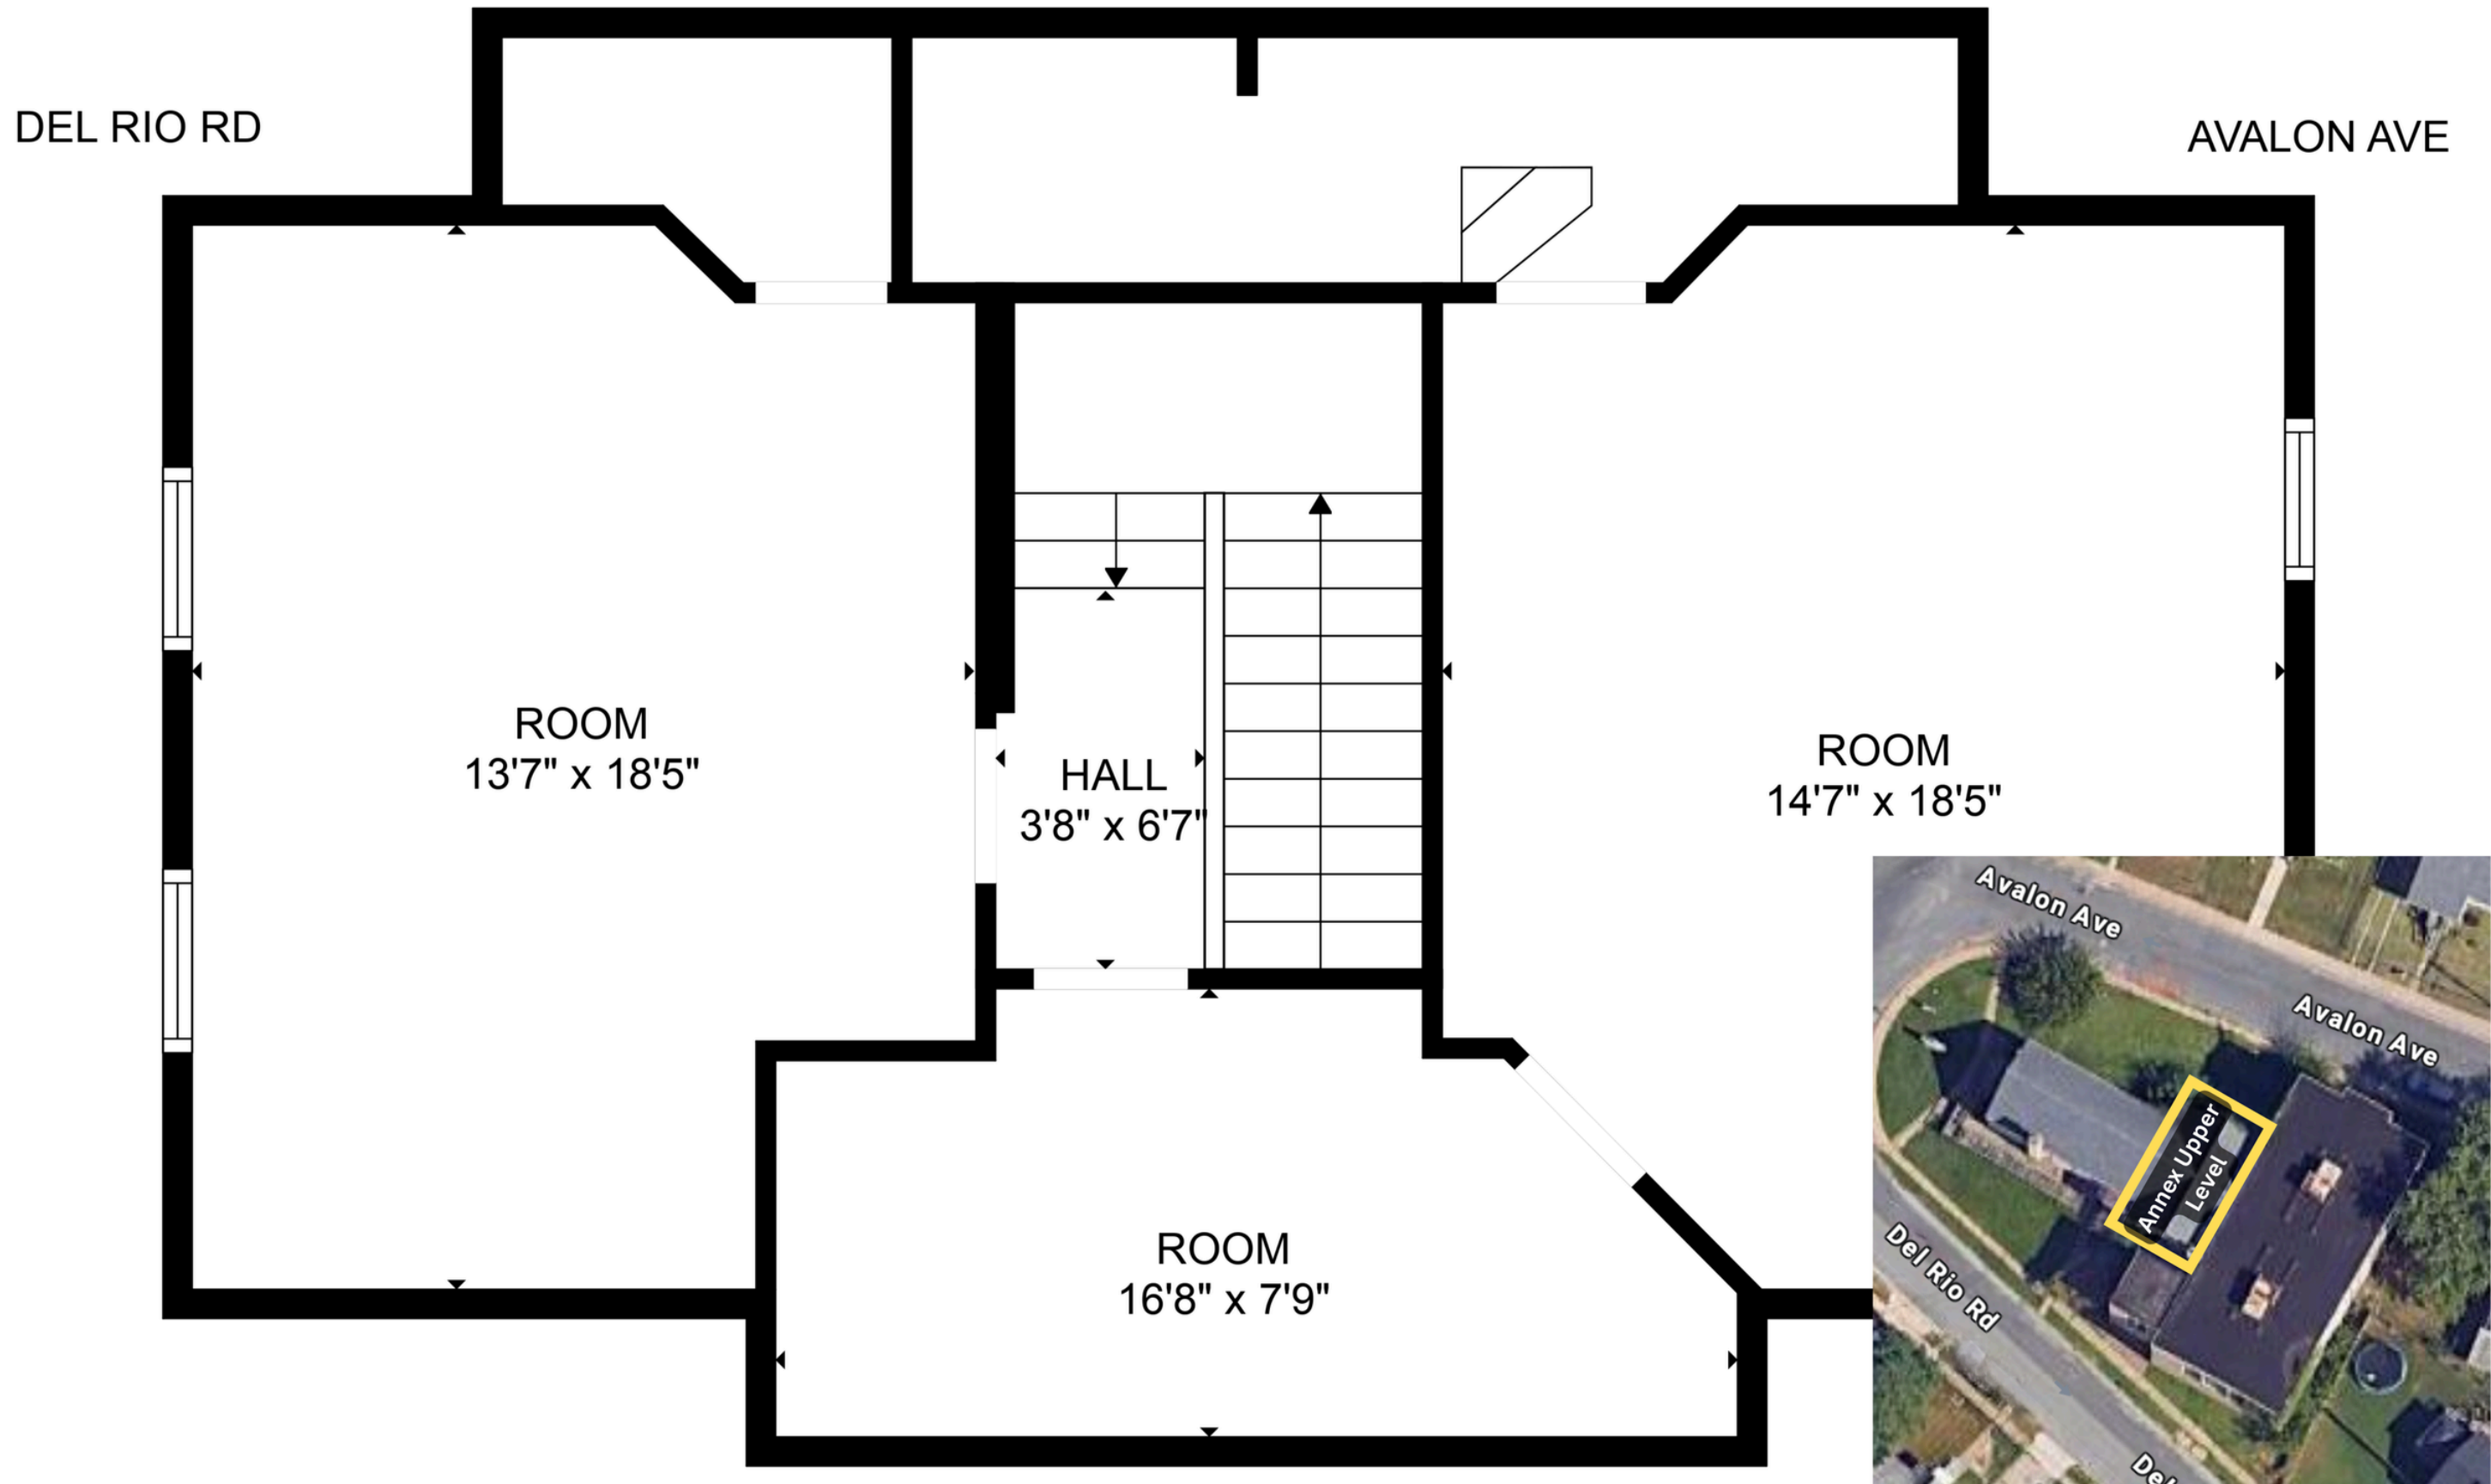 DEL RIO RD
AVALON AVE
ROOM
13'7" x 18'5"
HALL
3'8" x 6'7"
ROOM
14'7" x 18'5"
ROOM
16'8" x 7'9"
Avalon Ave
Avalon Ave
Annex Upper
Level
Del Rio Rd